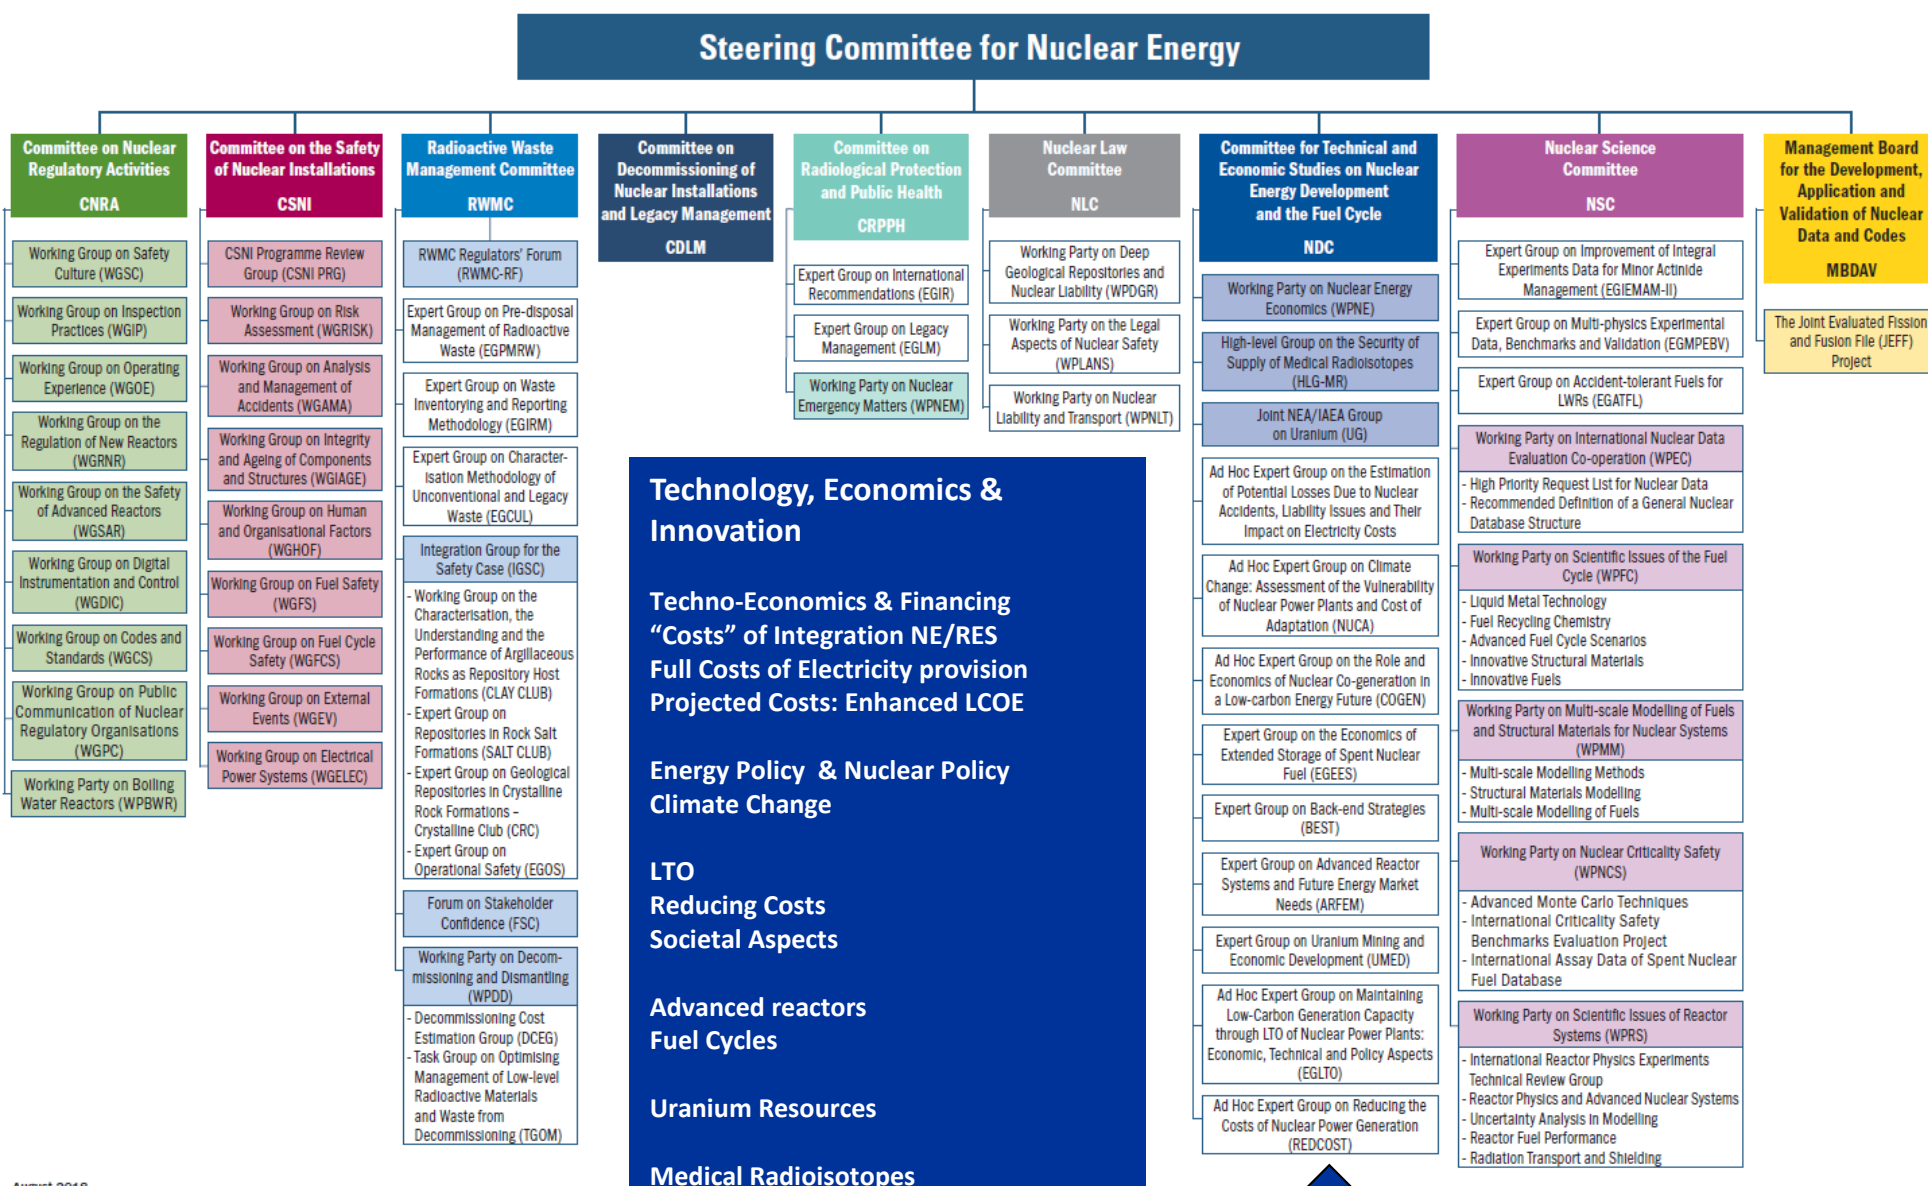 Steering Committee for Nuclear Energy
Committee on Nuclear
Regulatory Activities
CNRA
Working Group on Safety
Culture (WGSC)
Working Group on Inspection
Practices (WGIP)
Working Group on Operating
Experience (WGOE)
Working Group on the
Regulation of New Reactors
(WGRNR)
Working Group on the Safety
of Advanced Reactors
(WGSAR)
Working Group on Digital
Instrumentation and Control
(WGDIC)
Working Group on Codes and
Standards (WGCS)
Working Group on Public
Communication of Nuclear
Regulatory Organisations
(WGPC)
Working Party on Boiling
Water Reactors (WPBWR)
Committee on the Safety
of Nuclear Installations
CSNI
CSNI Programme Review
Group (CSNI PRG)
Working Group on Risk
Assessment (WGRISK)
Working Group on Analysis
and Management of
Accidents (WGAMA)
Working Group on Integrity
and Ageing of Components
and Structures (WGIAGE)
Working Group on Human
and Organisational Factors
(WGHOF)
Working Group on Fuel Safety
(WGFS)
Working Group on Fuel Cycle
Safety (WGFCS)
Working Group on External
Events (WGEV)
Working Group on Electrical
Power Systems (WGELEC)
Radioactive Waste
Management Committee
RWMC
RWMC Regulators' Forum
(RWMC-RF)
Expert Group on Pre-disposal
Management of Radioactive
Waste (EGPMRW)
Expert Group on Waste
Inventorying and Reporting
Methodology (EGIRM)
Expert Group on Character-
isation Methodology of
Unconventional and Legacy
Waste (EGCUL)
Integration Group for the
Safety Case (IGSC)
- Working Group on the
Characterisation, the
Understanding and the
Performance of Argillaceous
Rocks as Repository Host
Formations (CLAY CLUB)
- Expert Group on
Repositories in Rock Salt
Formations (SALT CLUB)
- Expert Group on Geological
Repositories in Crystalline
Rock Formations –
Crystalline Club (CRC)
- Expert Group on
Operational Safety (EGOS)
Forum on Stakeholder
Confidence (FSC)
Working Party on Decom-
missioning and Dismantling
(WPDD)
- Decommissioning Cost
Estimation Group (DCEG)
- Task Group on Optimising
Management of Low-level
Radioactive Materials
and Waste from
Decommissioning (TGOM)
Committee on
Decommissioning of
Nuclear Installations
and Legacy Management
CDLM
Committee on
Radiological Protection
and Public Health
CRPPH
Expert Group on International
Recommendations (EGIR)
Expert Group on Legacy
Management (EGLM)
Working Party on Nuclear
Emergency Matters (WPNEM)
Nuclear Law
Committee
NLC
Working Party on Deep
Geological Repositories and
Nuclear Liability (WPDGR)
Working Party on the Legal
Aspects of Nuclear Safety
(WPLANS)
Working Party on Nuclear
Liability and Transport (WPNLT)
Technology, Economics &
Innovation
Techno-Economics & Financing
“Costs” of Integration NE/RES
Full Costs of Electricity provision
Projected Costs: Enhanced LCOE
Energy Policy & Nuclear Policy
Climate Change
LTO
Reducing Costs
Societal Aspects
Advanced reactors
Fuel Cycles
Uranium Resources
Medical Radioisotopes
Committee for Technical and
Economic Studies on Nuclear
Energy Development
and the Fuel Cycle
NDC
Working Party on Nuclear Energy
Economics (WPNE)
High-level Group on the Security of
Supply of Medical Radioisotopes
(HLG-MR)
Joint NEA/IAEA Group
on Uranium (UG)
Ad Hoc Expert Group on the Estimation
of Potential Losses Due to Nuclear
Accidents, Liability Issues and Their
Impact on Electricity Costs
Ad Hoc Expert Group on Climate
Change: Assessment of the Vulnerability
of Nuclear Power Plants and Cost of
Adaptation (NUCA)
Ad Hoc Expert Group on the Role and
Economics of Nuclear Co-generation in
a Low-carbon Energy Future (COGEN)
Expert Group on the Economics of
Extended Storage of Spent Nuclear
Fuel (EGEES)
Expert Group on Back-end Strategies
(BEST)
Expert Group on Advanced Reactor
Systems and Future Energy Market
Needs (ARFEM)
Expert Group on Uranium Mining and
Economic Development (UMED)
Ad Hoc Expert Group on Maintaining
Low-Carbon Generation Capacity
through LTO of Nuclear Power Plants:
Economic, Technical and Policy Aspects
(EGLTO)
Ad Hoc Expert Group on Reducing the
Costs of Nuclear Power Generation
(REDCOST)
Nuclear Science
Committee
NSC
Expert Group on Improvement of Integral
Experiments Data for Minor Actinide
Management (EGIEMAM-II)
Expert Group on Multi-physics Experimental
Data, Benchmarks and Validation (EGMPEBV)
Expert Group on Accident-tolerant Fuels for
LWRs (EGATFL)
Working Party on International Nuclear Data
Evaluation Co-operation (WPEC)
- High Priority Request List for Nuclear Data
- Recommended Definition of a General Nuclear
Database Structure
Working Party on Scientific Issues of the Fuel
Cycle (WPFC)
- Liquid Metal Technology
- Fuel Recycling Chemistry
- Advanced Fuel Cycle Scenarios
- Innovative Structural Materials
- Innovative Fuels
Working Party on Multi-scale Modelling of Fuels
and Structural Materials for Nuclear Systems
(WPMM)
- Multi-scale Modelling Methods
- Structural Materials Modelling
- Multi-scale Modelling of Fuels
Working Party on Nuclear Criticality Safety
(WPNCS)
- Advanced Monte Carlo Techniques
- International Criticality Safety
Benchmarks Evaluation Project
- International Assay Data of Spent Nuclear
Fuel Database
Working Party on Scientific Issues of Reactor
Systems (WPRS)
- International Reactor Physics Experiments
Technical Review Group
- Reactor Physics and Advanced Nuclear Systems
- Uncertainty Analysis in Modelling
- Reactor Fuel Performance
- Radiation Transport and Shielding
Management Board
for the Development,
Application and
Validation of Nuclear
Data and Codes
MBDAV
The Joint Evaluated Fission
and Fusion File (JEFF)
Project
August 2018